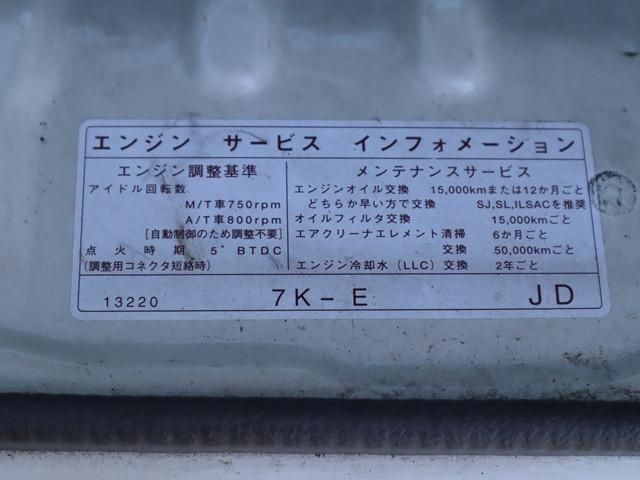 エンジン サービス インフォメーション
エンジン調整基準
アイドル回転数
M/T車750rpm
A/T車800rpm
[自動制御のため調整不要]
点火時期 5°BTDC
(調整用コネクタ短絡時)
メンテナンスサービス
エンジンオイル交換 15,000kmまたは12か月ごと
どちらか早い方で交換 SJ,SL,ILSACを推奨
オイルフィルタ交換 15,000kmごと
エアクリーナエレメント清掃 6か月ごと
交換 50,000kmごと
エンジン冷却水(LLC)交換 2年ごと
13220 7K-E JD